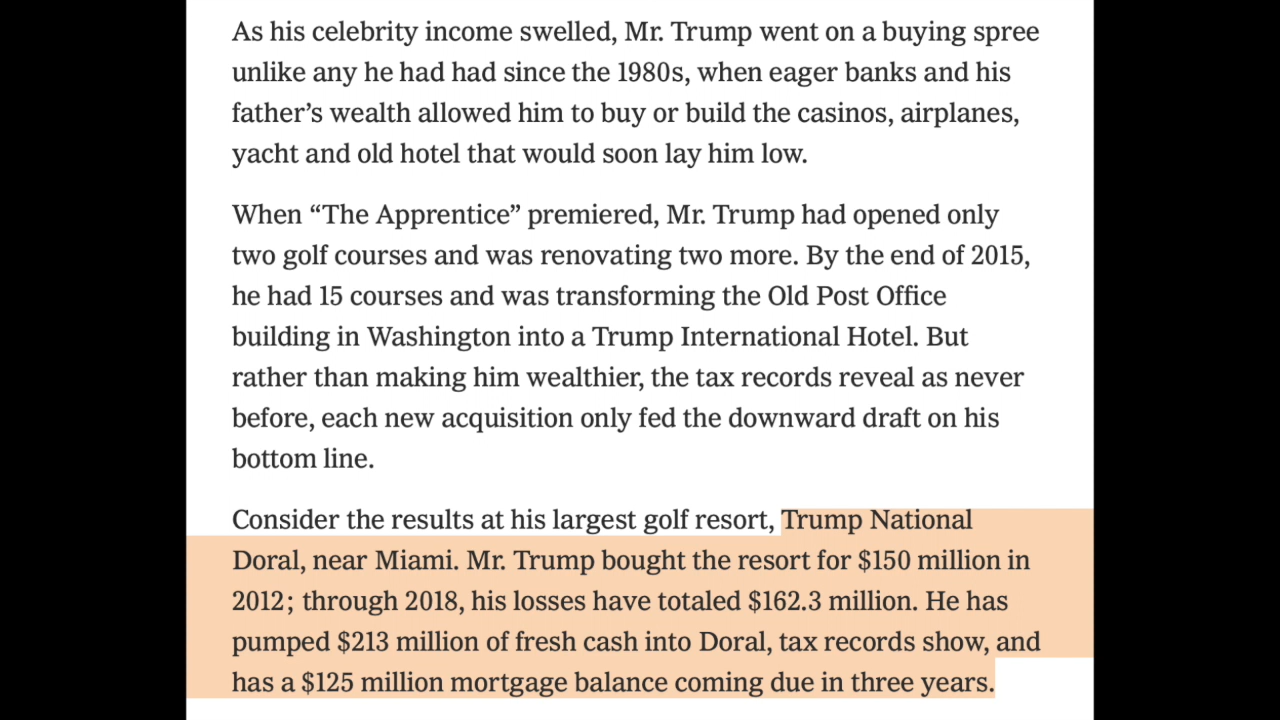 As his celebrity income swelled, Mr. Trump went on a buying spree
unlike any he had had since the 1980s, when eager banks and his
father’s wealth allowed him to buy or build the casinos, airplanes,
yacht and old hotel that would soon lay him low.
When “The Apprentice” premiered, Mr. Trump had opened only
two golf courses and was renovating two more. By the end of 2015,
he had 15 courses and was transforming the Old Post Office
building in Washington into a Trump International Hotel. But
rather than making him wealthier, the tax records reveal as never
before, each new acquisition only fed the downward draft on his
bottom line.
Consider the results at his largest golf resort, Trump National
Doral, near Miami. Mr. Trump bought the resort for $150 million in
2012; through 2018, his losses have totaled $162.3 million. He has
pumped $213 million of fresh cash into Doral, tax records show, and
has a $125 million mortgage balance coming due in three years.